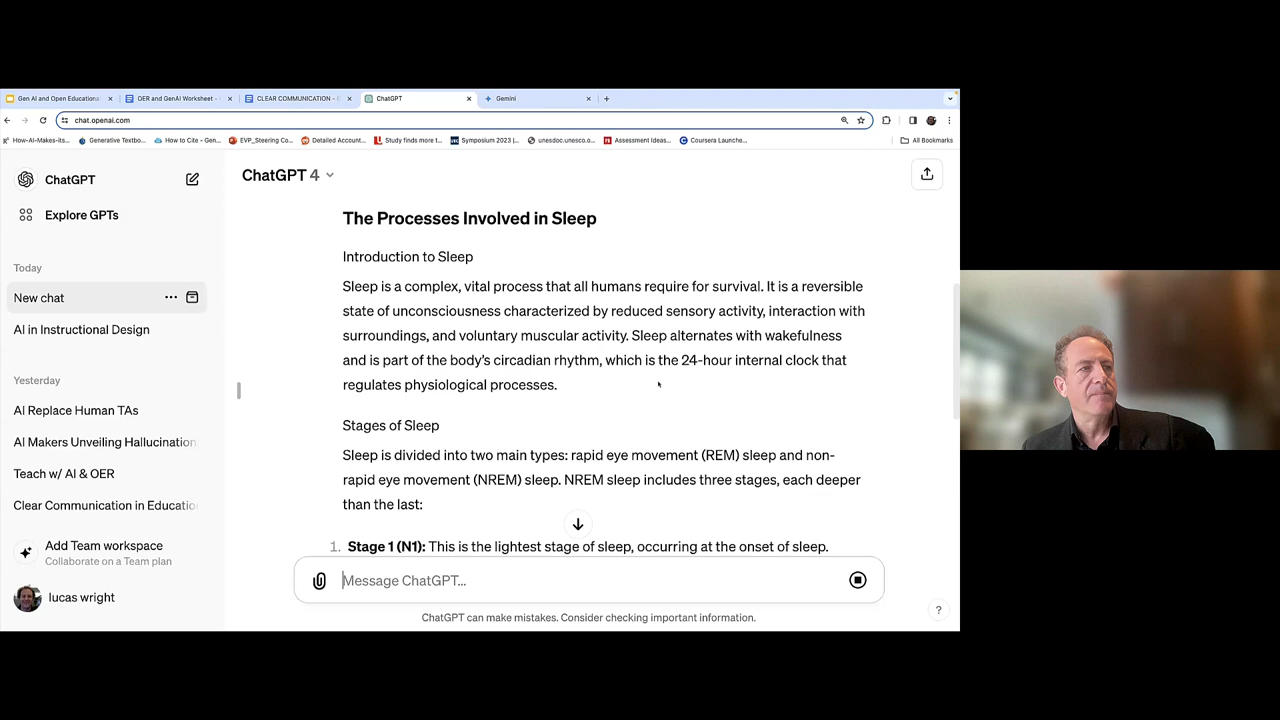 Gen AI and Open Educationa
OER and GenAI Worksheet -
CLEAR COMMUNICATION -
ChatGPT
Gemini
chat.openai.com
How-AI-Makes-its...
Generative Textbo...
How to Cite - Gen...
EVP_Steering Co...
Detailed Account...
Study finds more t...
Symposium 2023 |...
unesdoc.unesco.o...
Assessment Ideas...
Coursera Launche...
All Bookmarks
ChatGPT
ChatGPT 4
Explore GPTs
Today
New chat
AI in Instructional Design
Yesterday
AI Replace Human TAs
AI Makers Unveiling Hallucination
Teach w/ AI & OER
Clear Communication in Educatio
Add Team workspace
Collaborate on a Team plan
lucas wright
The Processes Involved in Sleep
Introduction to Sleep
Sleep is a complex, vital process that all humans require for survival. It is a reversible
state of unconsciousness characterized by reduced sensory activity, interaction with
surroundings, and voluntary muscular activity. Sleep alternates with wakefulness
and is part of the body's circadian rhythm, which is the 24-hour internal clock that
regulates physiological processes.
Stages of Sleep
Sleep is divided into two main types: rapid eye movement (REM) sleep and non-
rapid eye movement (NREM) sleep. NREM sleep includes three stages, each deeper
than the last:
1. Stage 1 (N1): This is the lightest stage of sleep, occurring at the onset of sleep.
Message ChatGPT...
ChatGPT can make mistakes. Consider checking important information.
?